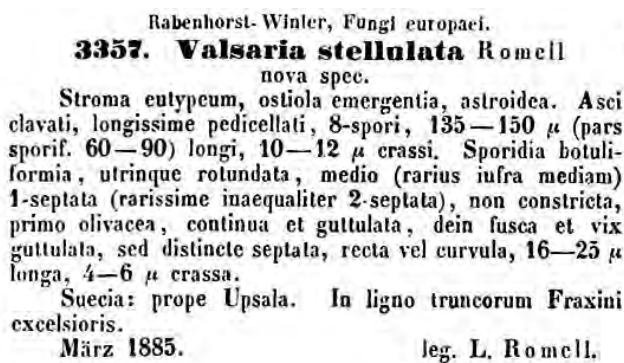 Rabenhorst-Winter, Fungi europaei.
3357. Valsaria stellulata Romell
nova spec.
Stroma eutypeum, ostiola emergentia, astroidea. Asci
clavati, longissime pedicellati, 8-spori, 135—150 µ (pars
sporif. 60—90) longi, 10—12 µ crassi. Sporidia botuli-
formia, utrinque rotundata, medio (rarius infra mediam)
1-septata (rarissime inaequaliter 2-septata), non constricta,
primo olivacea, continua et guttulata, dein fusca et vix
guttulata, sed distincte septata, recta vel curvula, 16—25 µ
longa, 4—6 µ crassa.
Suecia: prope Upsala. In ligno truncorum Fraxini
excelsioris.
März 1885. leg. L. Romell.